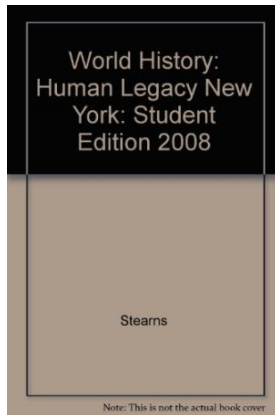 World History:
Human Legacy New
York: Student
Edition 2008
Stearns
Note: This is not the actual book cover